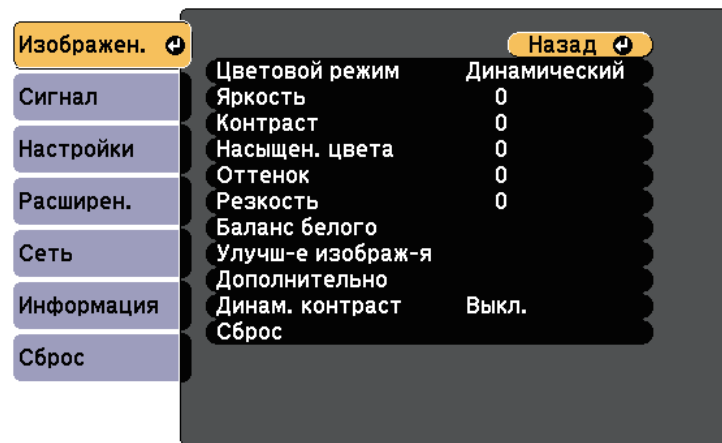 Изображен.
Сигнал
Настройки
Расширен.
Сеть
Информация
Сброс
Назад
Цветовой режим Динамический
Яркость 0
Контраст 0
Насыщен. цвета 0
Оттенок 0
Резкость 0
Баланс белого
Улучш-е изображ-я
Дополнительно
Динам. контраст Выкл.
Сброс